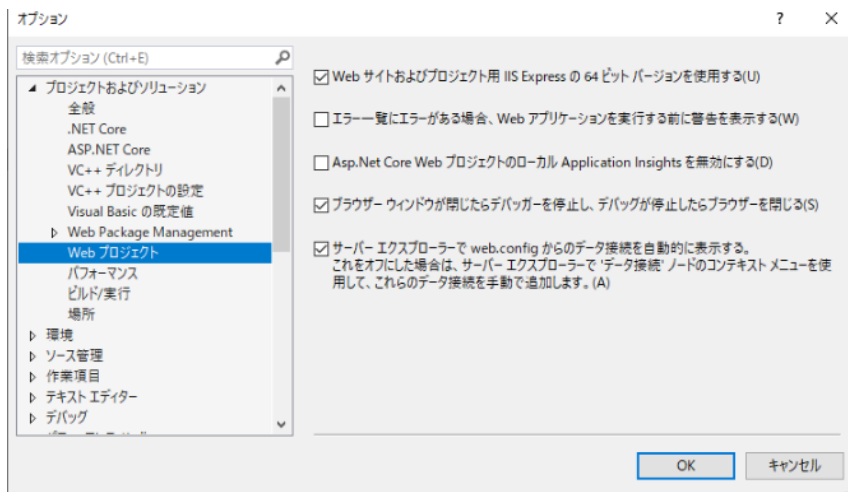 オプション
検索オプション (Ctrl+E)
プロジェクトおよびソリューション
全般
.NET Core
ASP.NET Core
VC++ ディレクトリ
VC++ プロジェクトの設定
Visual Basic の既定値
Web Package Management
Web プロジェクト
パフォーマンス
ビルド/実行
場所
環境
ソース管理
作業項目
テキスト エディター
デバッグ
Web サイトおよびプロジェクト用 IIS Express の 64 ビット バージョンを使用する(U)
エラー一覧にエラーがある場合、Web アプリケーションを実行する前に警告を表示する(W)
Asp.Net Core Web プロジェクトのローカル Application Insights を無効にする(D)
ブラウザー ウィンドウが閉じたらデバッガーを停止し、デバッグが停止したらブラウザーを閉じる(S)
サーバー エクスプローラーで web.config からのデータ接続を自動的に表示する。
これをオフにした場合は、サーバー エクスプローラーで 'データ接続' ノードのコンテキスト メニューを使
用して、これらのデータ接続を手動で追加します。(A)
OK
キャンセル